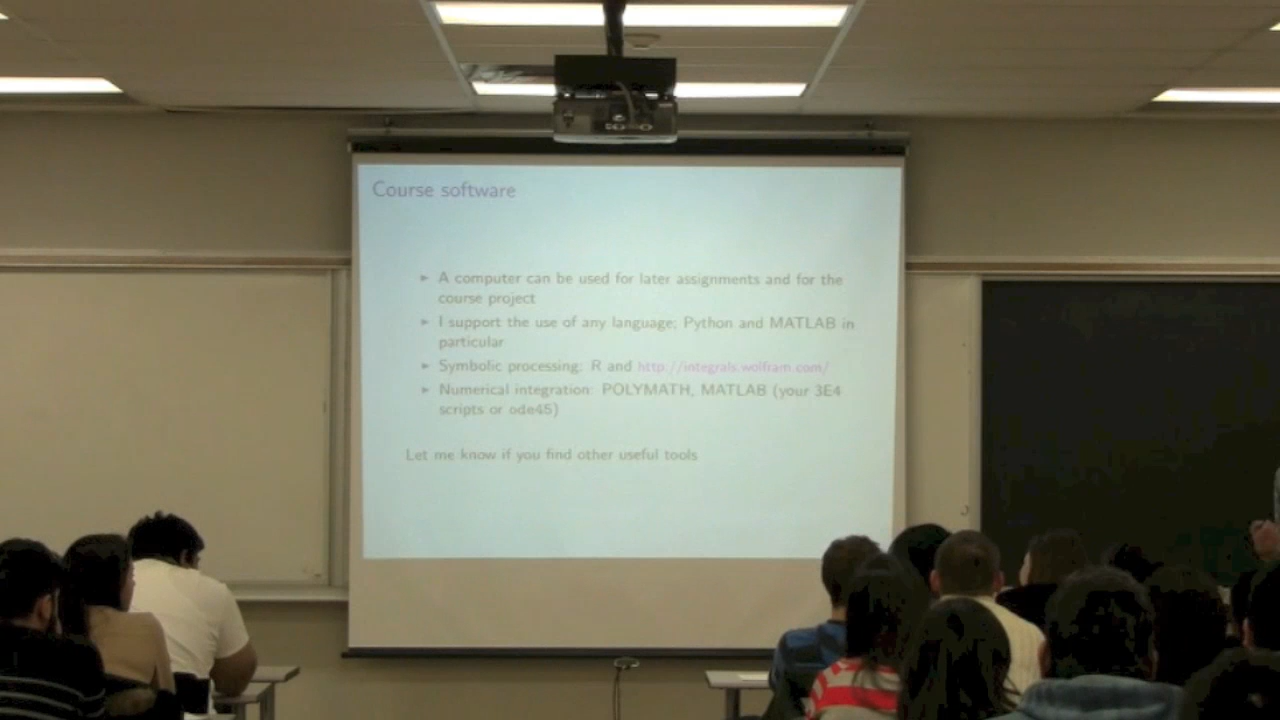 Course software
► A computer can be used for later assignments and for the
course project
► I support the use of any language; Python and MATLAB in
particular
► Symbolic processing: R and http://integrals.wolfram.com/
► Numerical integration: POLYMATH, MATLAB (your 3E4
scripts or ode45)
Let me know if you find other useful tools